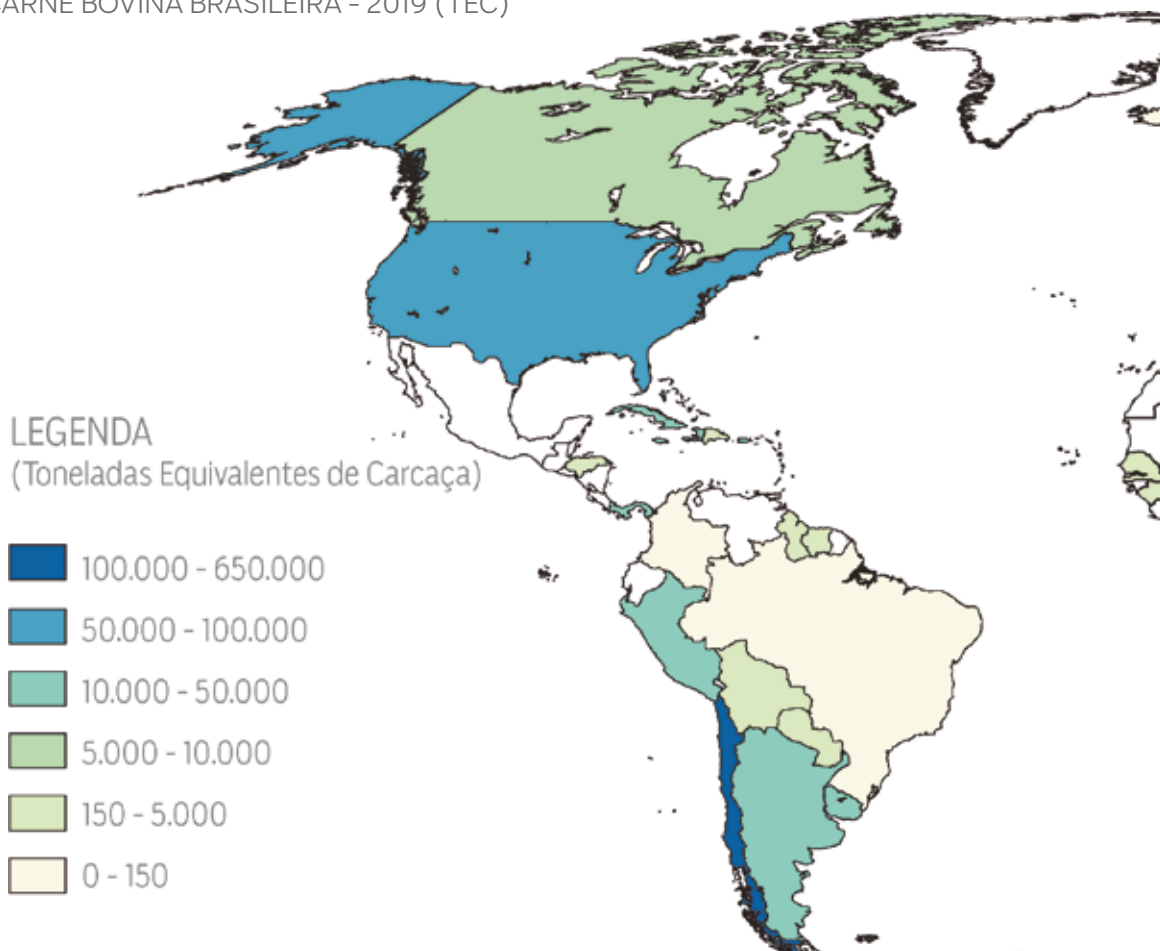 CARNE BOVINA BRASILEIRA - 2019 (TEC)
LEGENDA
(Toneladas Equivalentes de Carcaça)
100.000 - 650.000
50.000 - 100.000
10.000 - 50.000
5.000 - 10.000
150 - 5.000
0 - 150